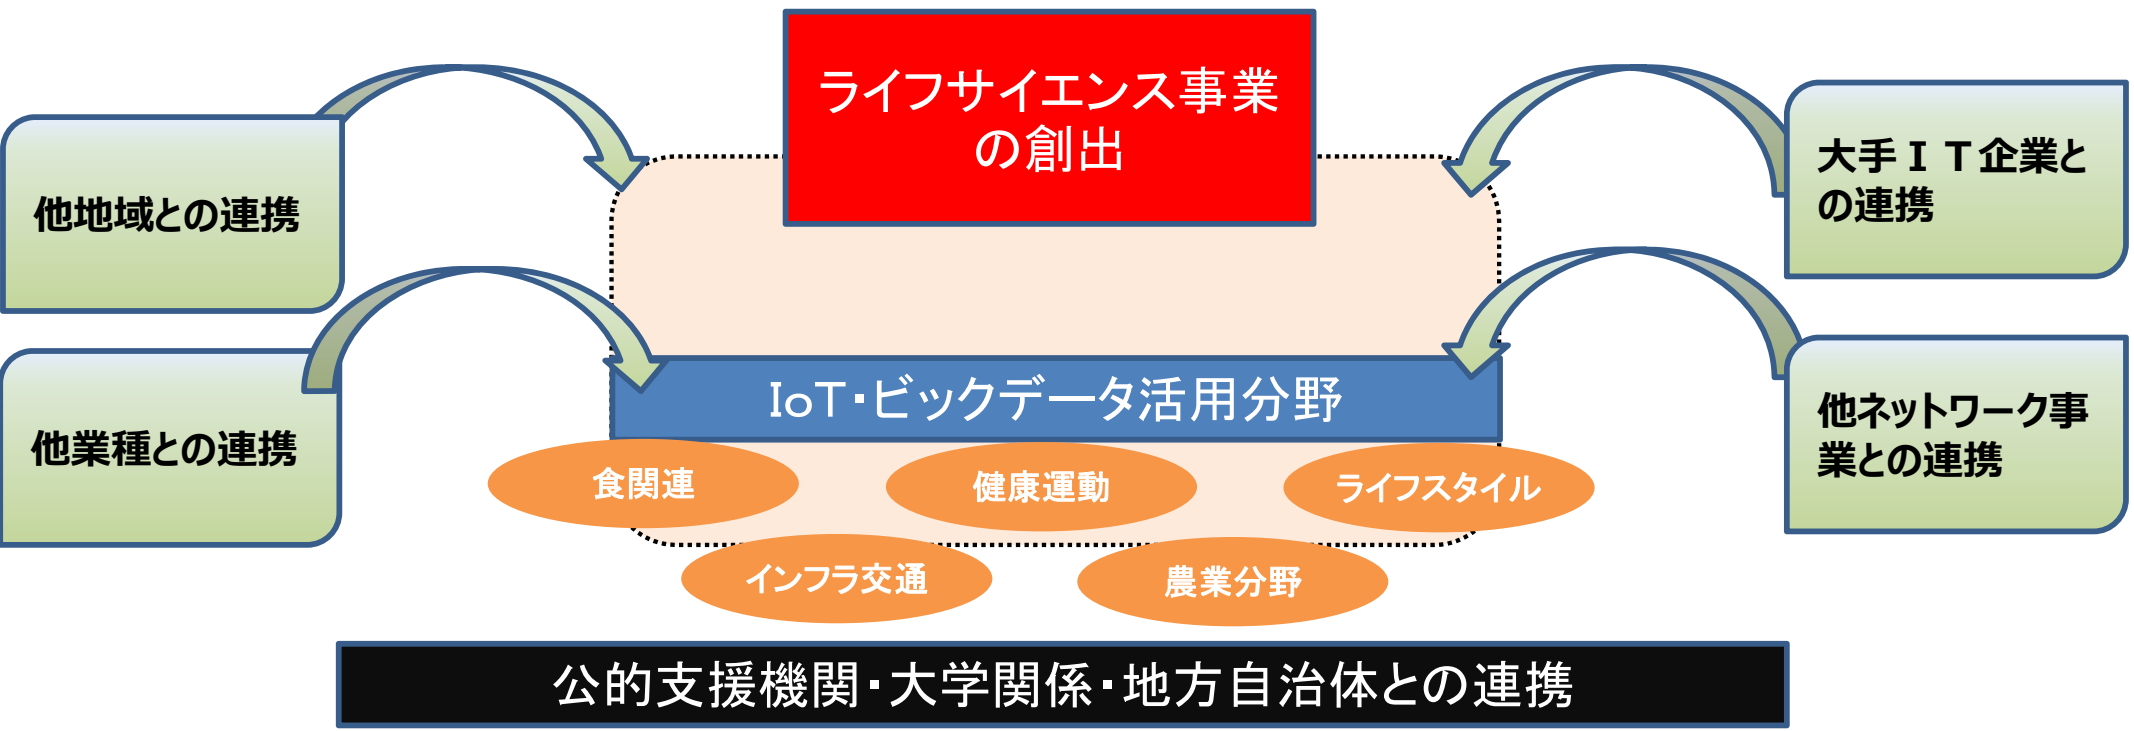 ライフサイエンス事業
の創出
他地域との連携
大手ＩＴ企業と
の連携
IoT・ビックデータ活用分野
他業種との連携
他ネットワーク事
業との連携
食関連
健康運動
ライフスタイル
インフラ交通
農業分野
公的支援機関・大学関係・地方自治体との連携